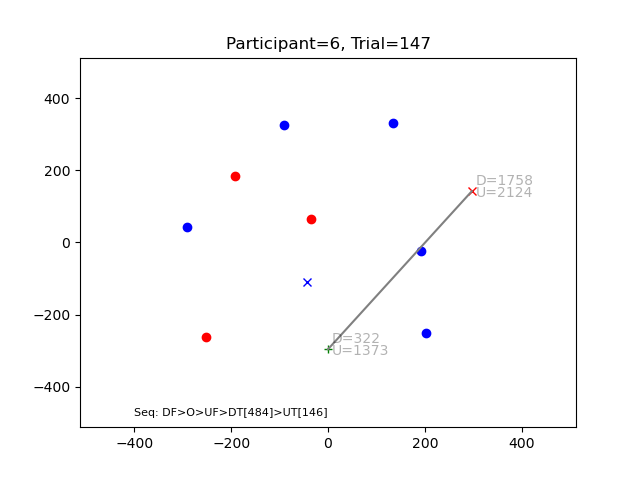 Participant=6, Trial=147
400
200
0
−200
−400
D=1758
U=2124
D=322
U=1373
Seq: DF>O>UF>DT[484]>UT[146]
−400
−200
0
200
400